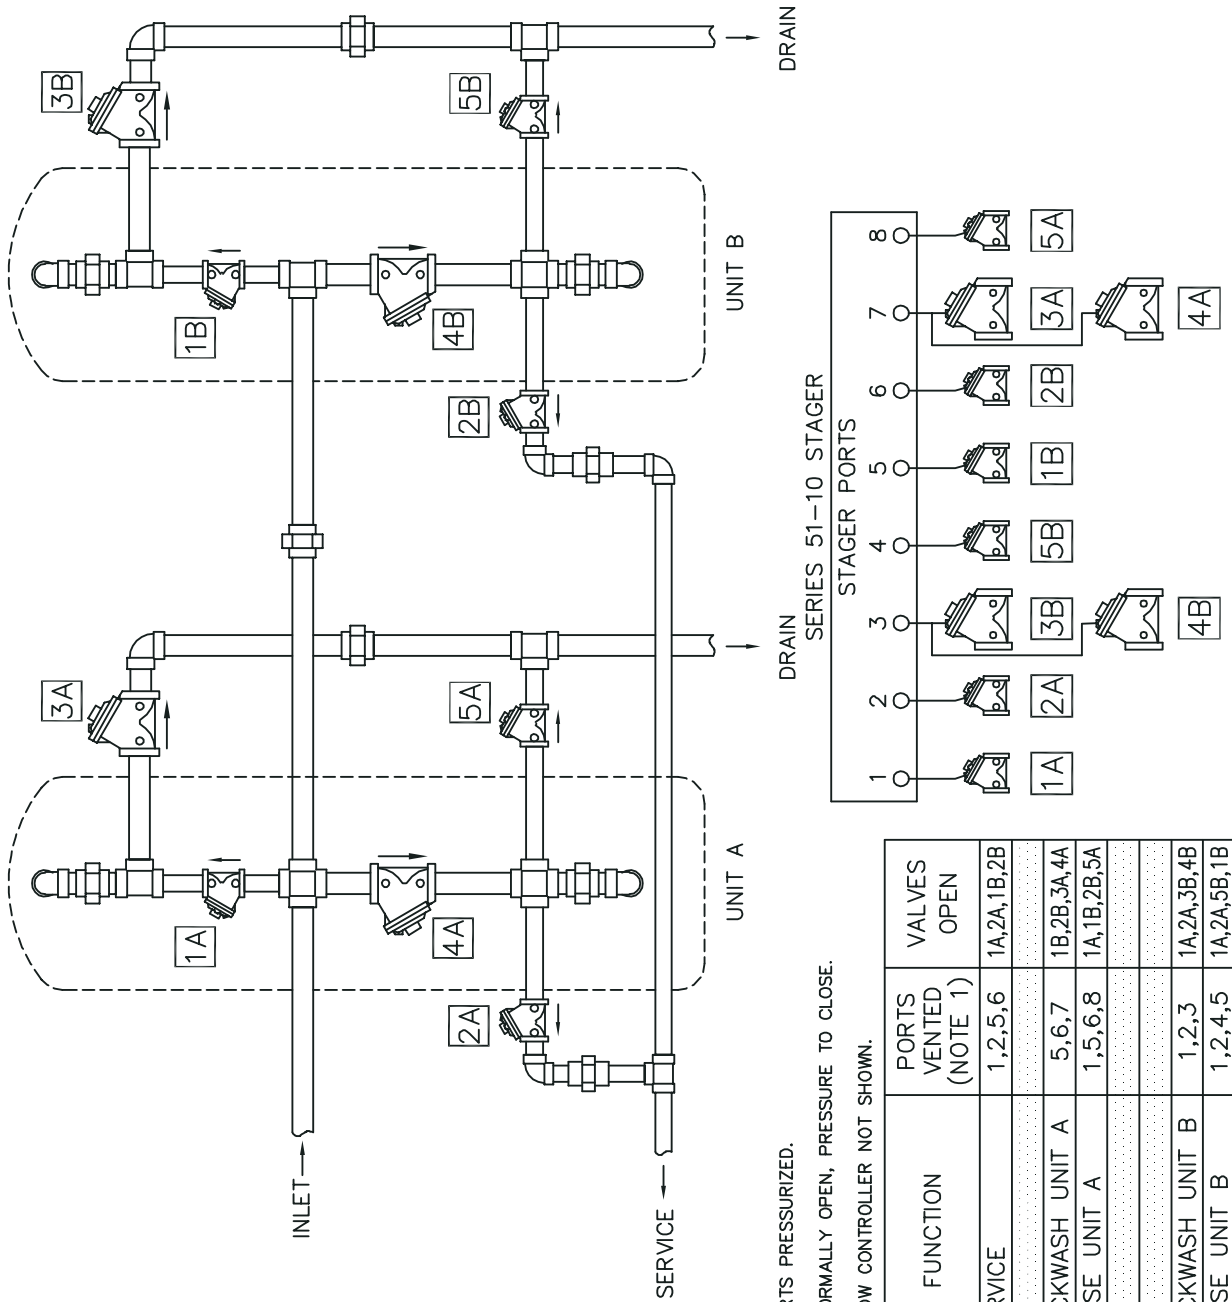 3A
3B
1A
1B
INLET
4A
4B
2A
5A
2B
5B
SERVICE
UNIT A
UNIT B
DRAIN
DRAIN
RTS PRESSURIZED.
ORMALLY OPEN, PRESSURE TO CLOSE.
OW CONTROLLER NOT SHOWN.
SERIES 51-10 STAGER
STAGER PORTS
1 2 3 4 5 6 7 8
1A 2A 3B 5B 1B 2B 3A 5A
4B 4A
FUNCTION
PORTS
VENTED
(NOTE 1)
VALVES
OPEN
RVICE 1,2,5,6 1A,2A,1B,2B
CKWASH UNIT A 5,6,7 1B,2B,3A,4A
SE UNIT A 1,5,6,8 1A,1B,2B,5A
CKWASH UNIT B 1,2,3 1A,2A,3B,4B
SE UNIT B 1,2,4,5 1A,2A,5B,1B